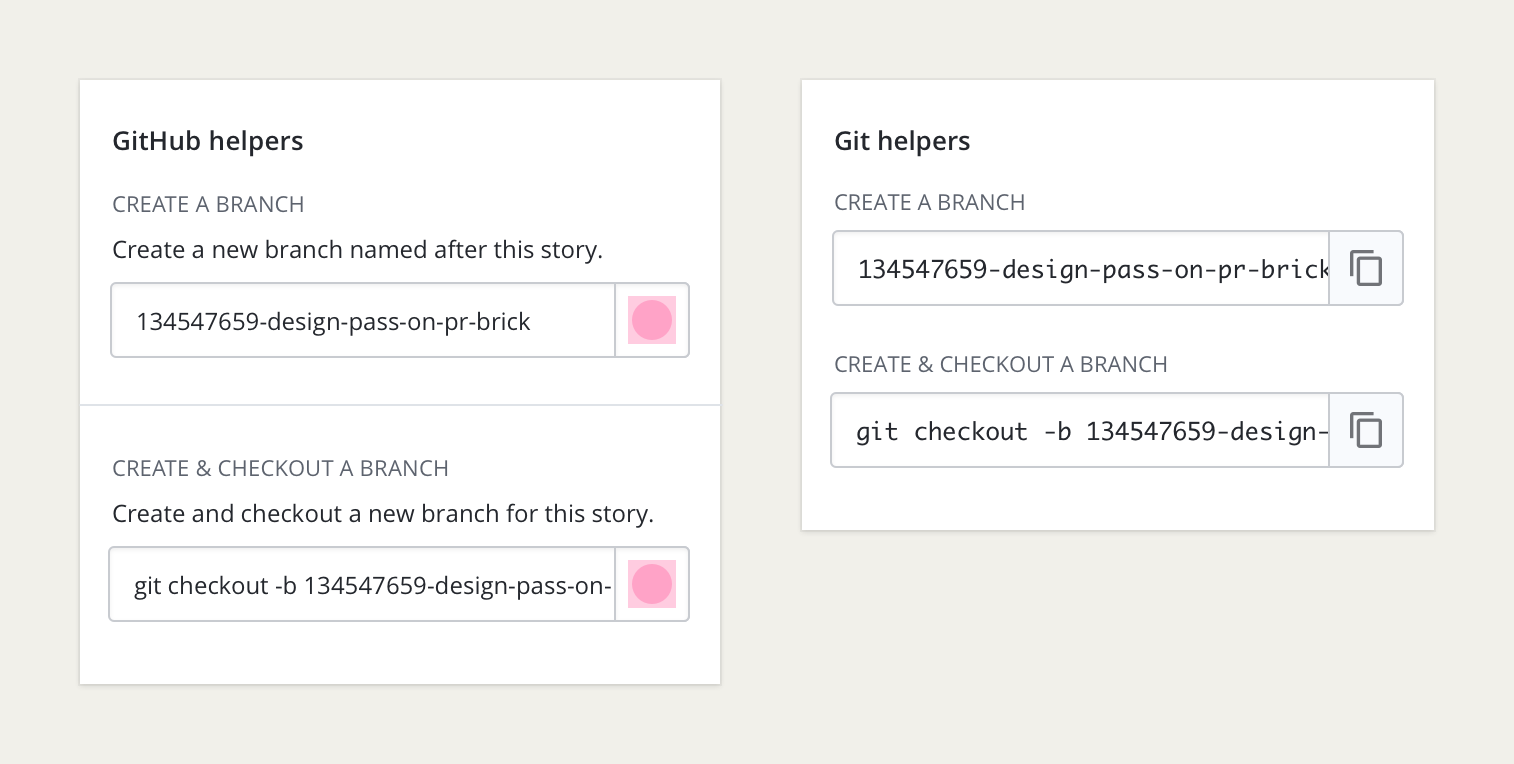 GitHub helpers
CREATE A BRANCH
Create a new branch named after this story.
134547659-design-pass-on-pr-brick
CREATE & CHECKOUT A BRANCH
Create and checkout a new branch for this story.
git checkout -b 134547659-design-pass-on-
Git helpers
CREATE A BRANCH
134547659-design-pass-on-pr-brick
CREATE & CHECKOUT A BRANCH
git checkout -b 134547659-design-